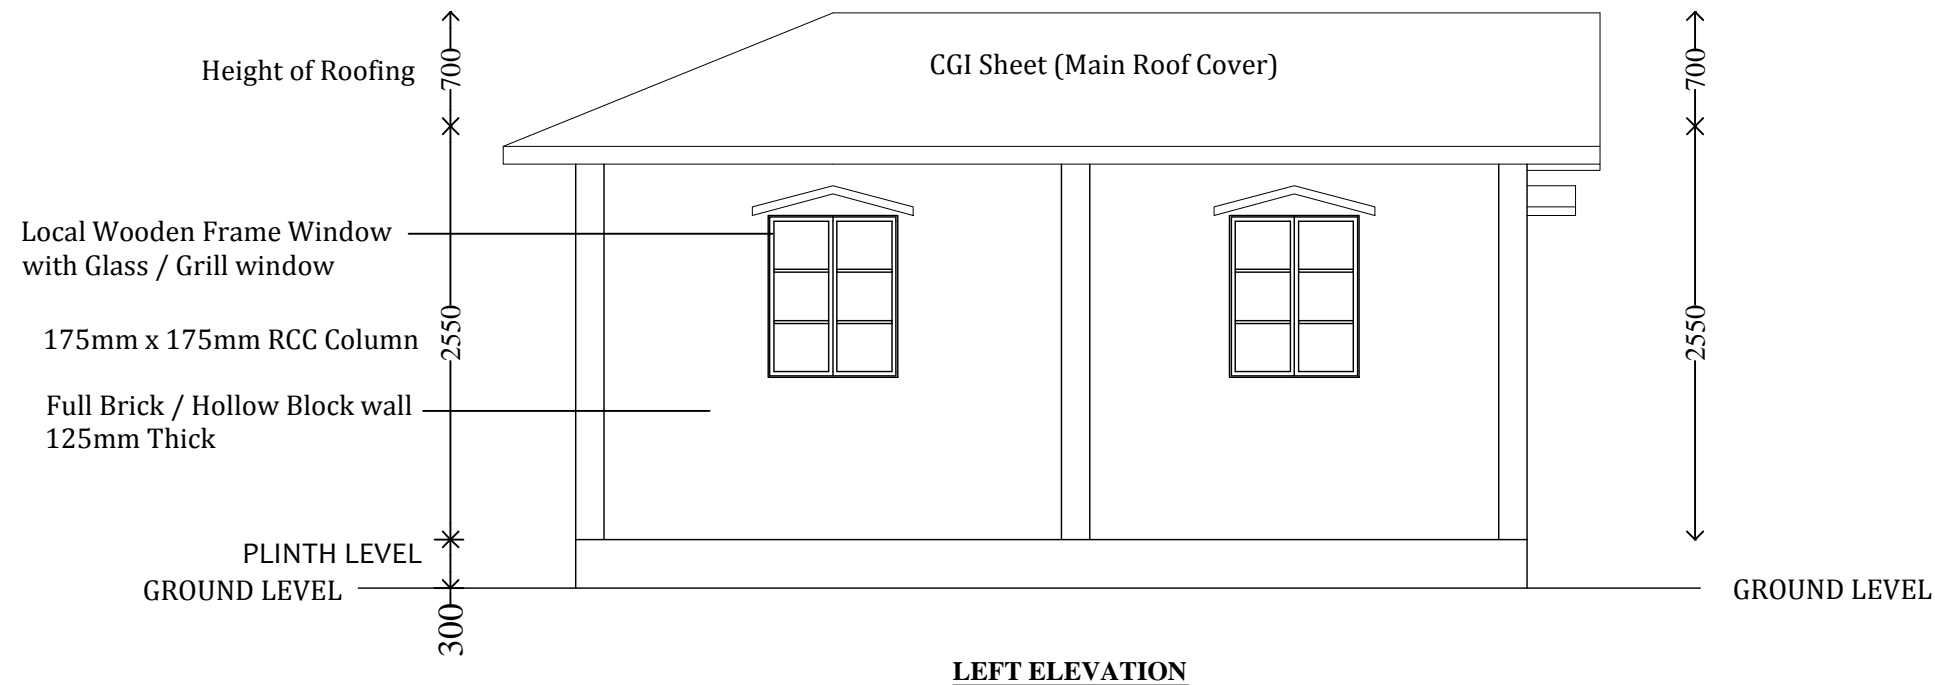 Height of Roofing
700
CGI Sheet (Main Roof Cover)
700
Local Wooden Frame Window
with Glass / Grill window
175mm x 175mm RCC Column
2550
2550
Full Brick / Hollow Block wall
125mm Thick
PLINTH LEVEL
GROUND LEVEL
GROUND LEVEL
300
LEFT ELEVATION